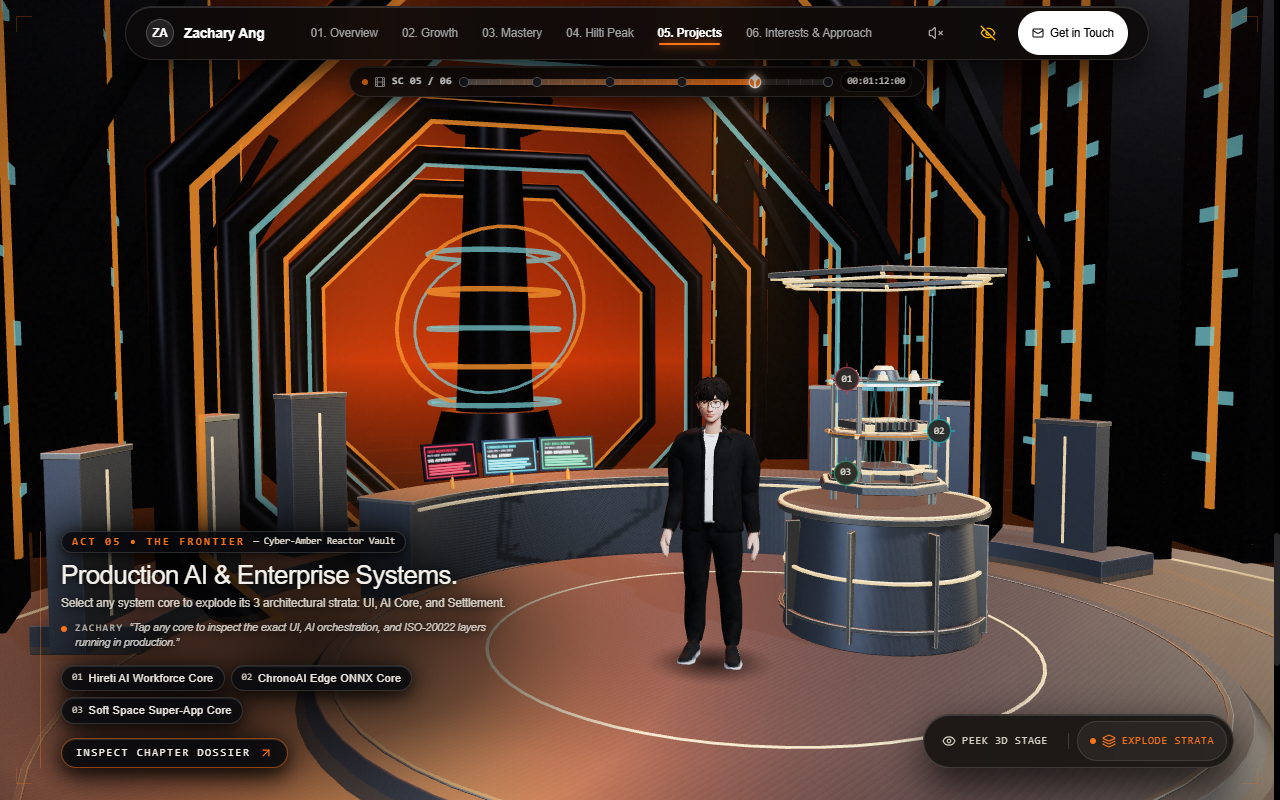 ZA Zachary Ang 01. Overview 02. Growth 03. Mastery 04. Hilti Peak 05. Projects 06. Interests & Approach Get in Touch
SC 05 / 06 00:01:12:00
01
02
03
ACT 05 • THE FRONTIER — Cyber-Amber Reactor Vault
Production AI & Enterprise Systems.
Select any system core to explode its 3 architectural strata: UI, AI Core, and Settlement.
ZACHARY "Tap any core to inspect the exact UI, AI orchestration, and ISO-20022 layers
running in production."
01 Hireti AI Workforce Core 02 ChronoAI Edge ONNX Core
03 Soft Space Super-App Core
INSPECT CHAPTER DOSSIER
PEEK 3D STAGE EXPLODE STRATA